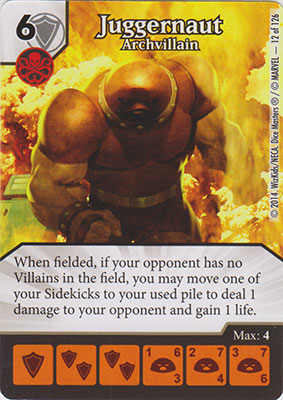 6
Juggernaut
Archvillain
© 2014. WizKids/NECA. Dice Masters ® / © MARVEL — 12 of 126
When fielded, if your opponent has no
Villains in the field, you may move one of
your Sidekicks to your used pile to deal 1
damage to your opponent and gain 1 life.
Max: 4
1 6 3
2 7 4
3 7 6